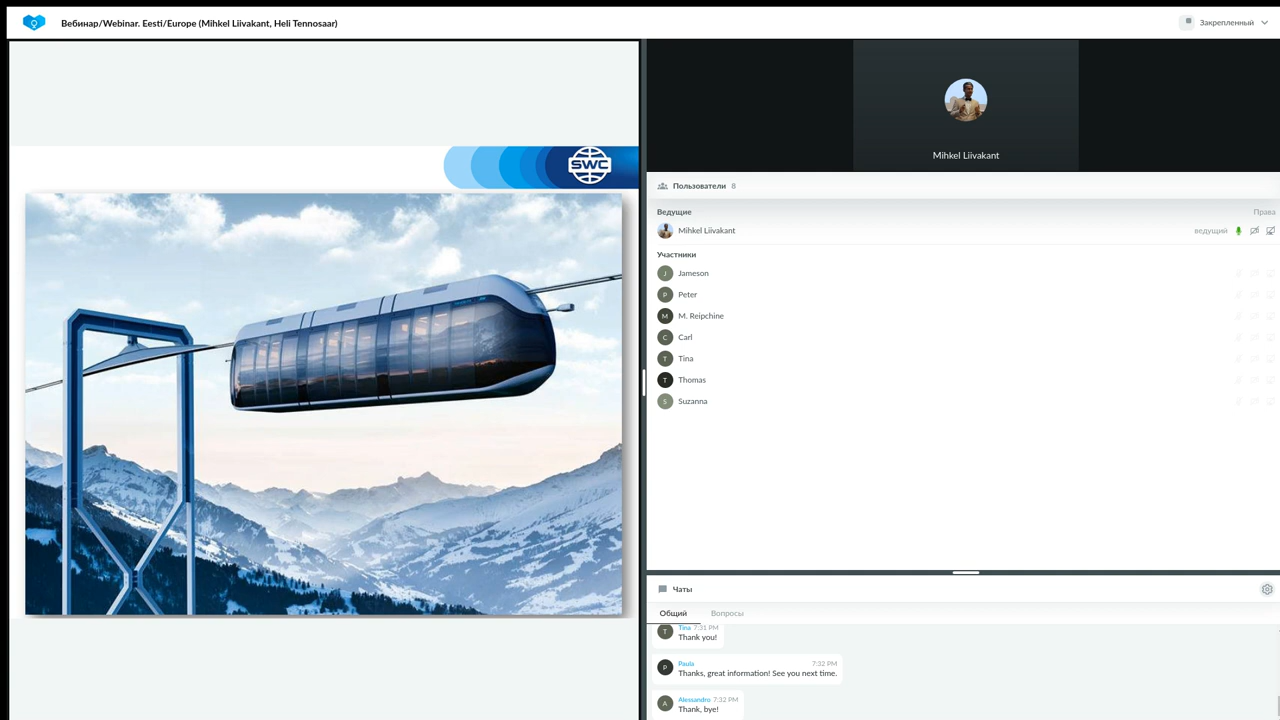 Вебинар/Webinar. Eesti/Europe (Mihkel Liivakant, Heli Tennosaar)
Закрепленный
SWC
Mihkel Liivakant
Пользователи 8
Ведущие Права
Mihkel Liivakant ведущий
Участники
J Jameson
P Peter
M M. Reipchine
C Carl
T Tina
T Thomas
S Suzanna
Чаты
Общий Вопросы
T Tina 7:31 PM
Thank you!
P Paula 7:32 PM
Thanks, great information! See you next time.
A Alessandro 7:32 PM
Thank, bye!